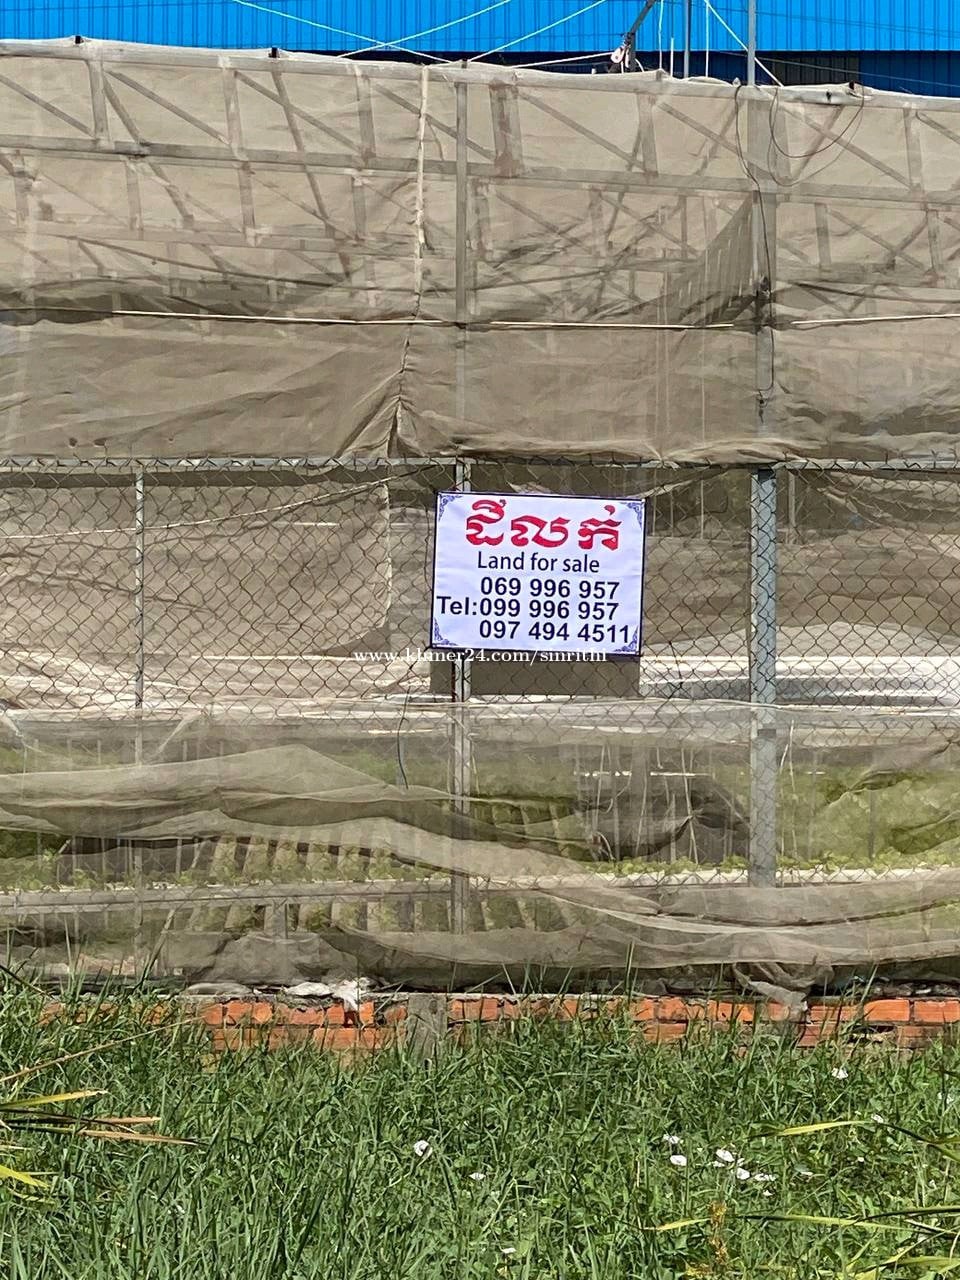 ដីលក់
Land for sale
069 996 957
Tel:099 996 957
097 494 4511
www.khmer24.com/sinrithi